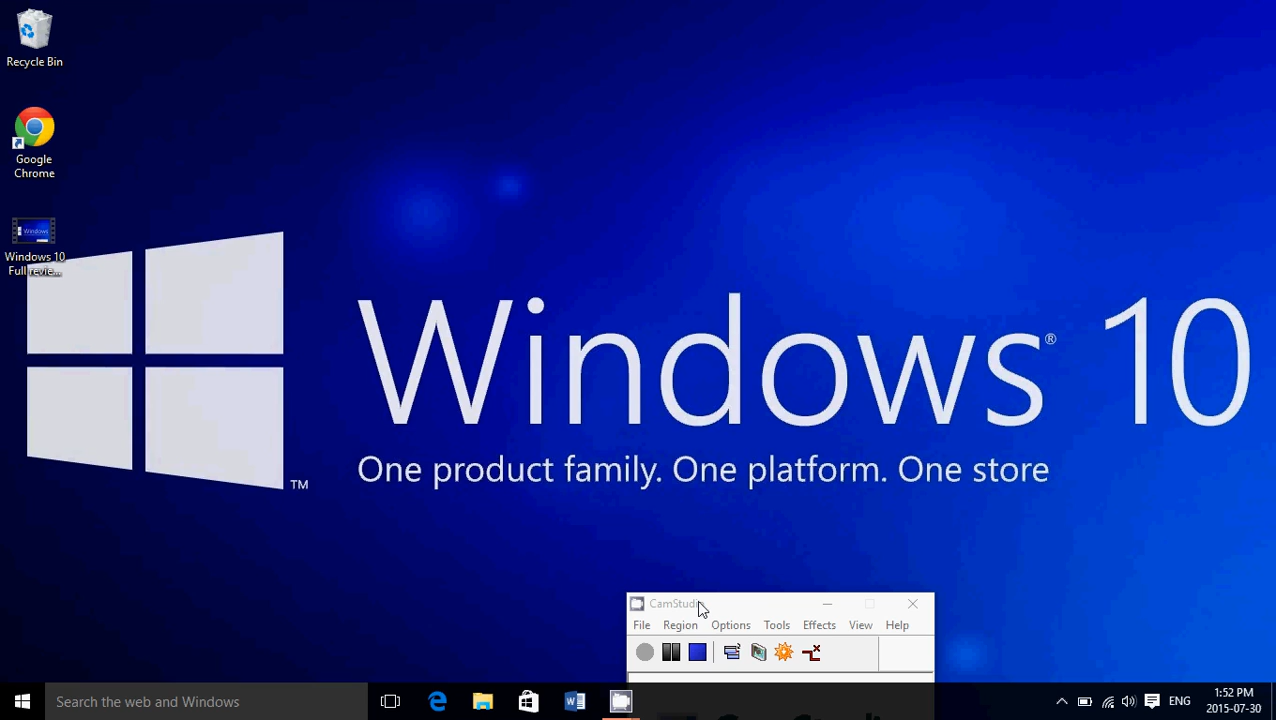 Recycle Bin
Google
Chrome
Windows 10
Full revie...
Windows® 10
One product family. One platform. One store
TM
CamStudio
File Region Options Tools Effects View Help
Search the web and Windows
ENG
1:52 PM
2015-07-30